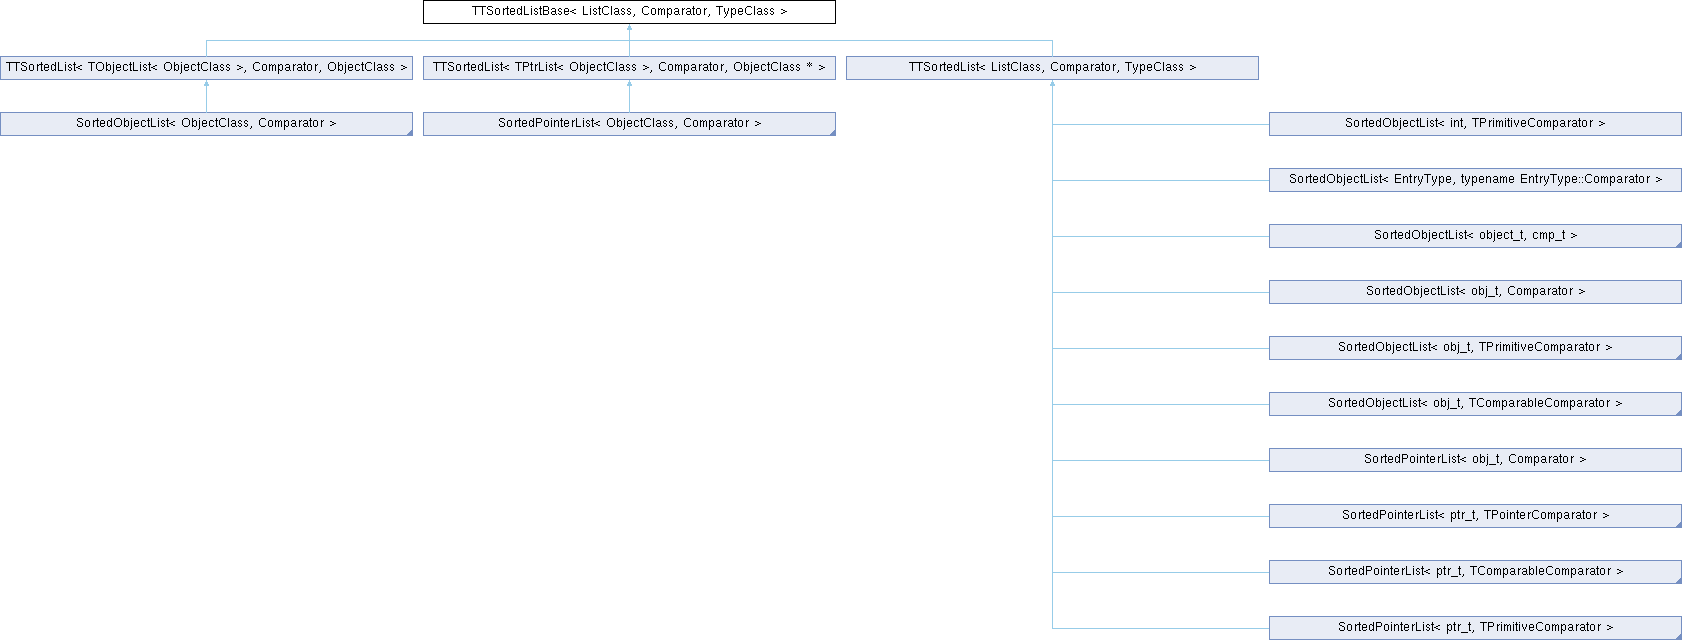 TTSortedListBase< ListClass, Comparator, TypeClass >
TTSortedList< TObjectList< ObjectClass >, Comparator, ObjectClass >
TTSortedList< TPtrList< ObjectClass >, Comparator, ObjectClass * >
TTSortedList< ListClass, Comparator, TypeClass >
SortedObjectList< ObjectClass, Comparator >
SortedPointerList< ObjectClass, Comparator >
SortedObjectList< int, TPrimitiveComparator >
SortedObjectList< EntryType, typename EntryType::Comparator >
SortedObjectList< object_t, cmp_t >
SortedObjectList< obj_t, Comparator >
SortedObjectList< obj_t, TPrimitiveComparator >
SortedObjectList< obj_t, TComparableComparator >
SortedPointerList< obj_t, Comparator >
SortedPointerList< ptr_t, TPointerComparator >
SortedPointerList< ptr_t, TComparableComparator >
SortedPointerList< ptr_t, TPrimitiveComparator >